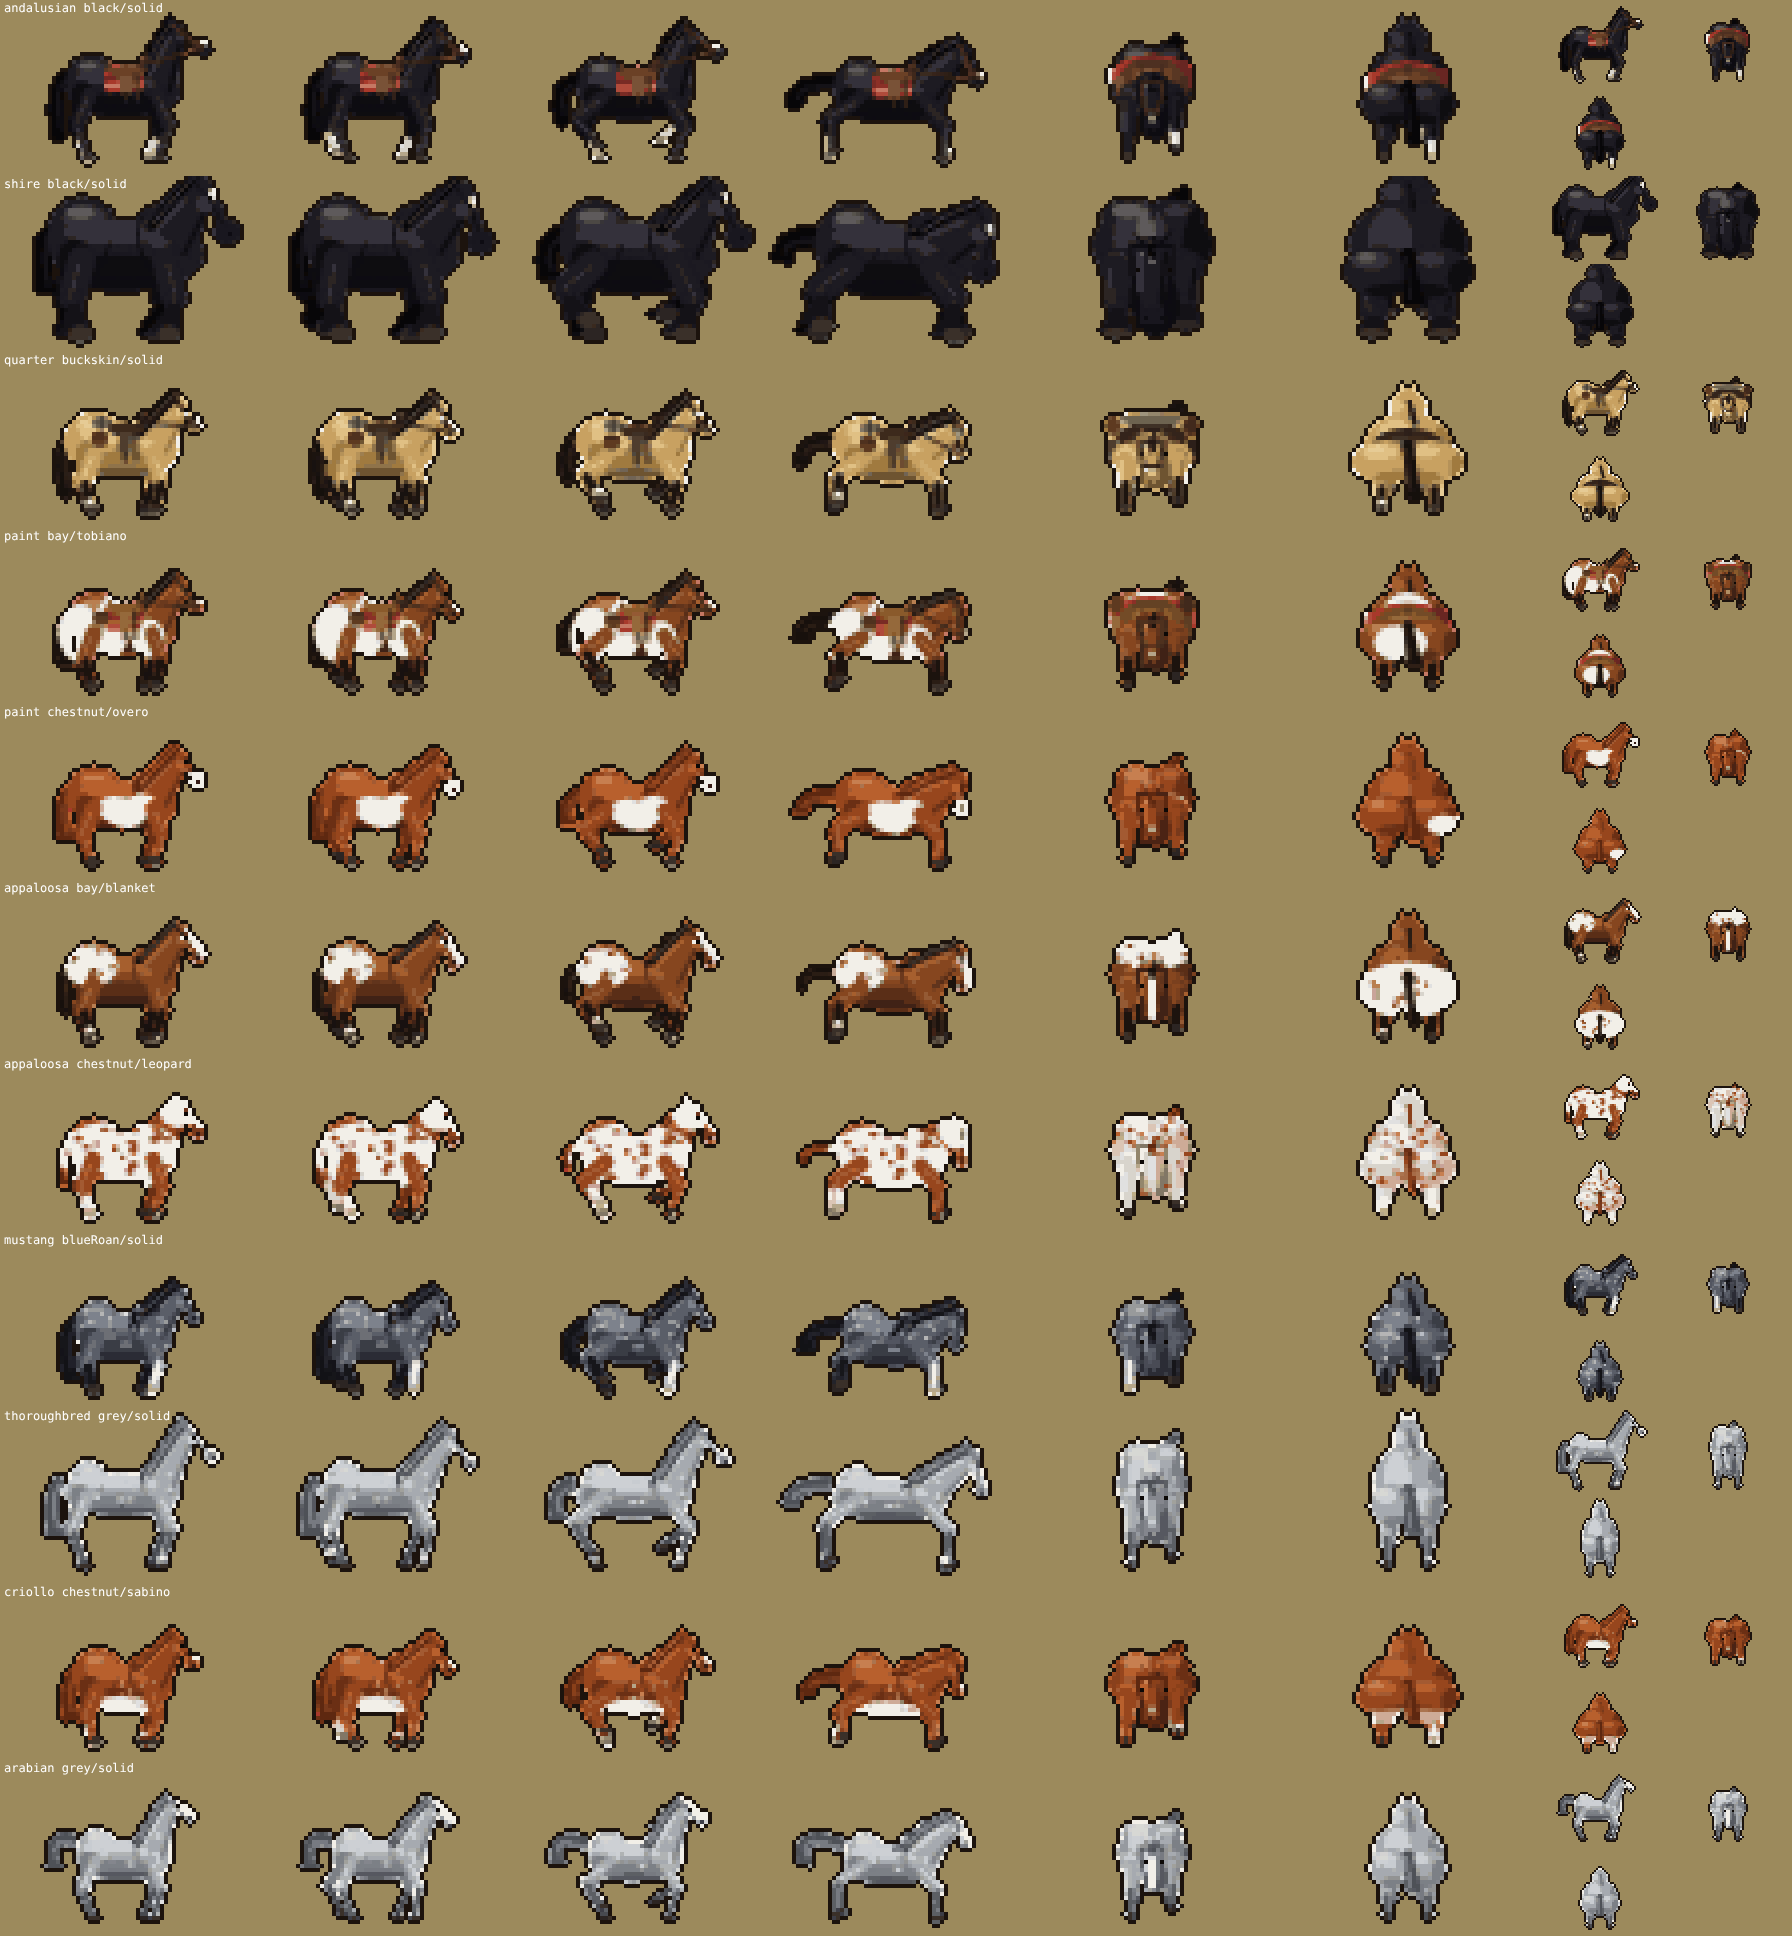 andalusian black/solid
shire black/solid
quarter buckskin/solid
paint bay/tobiano
paint chestnut/overo
appaloosa bay/blanket
appaloosa chestnut/leopard
mustang blueRoan/solid
thoroughbred grey/solid
criollo chestnut/sabino
arabian grey/solid